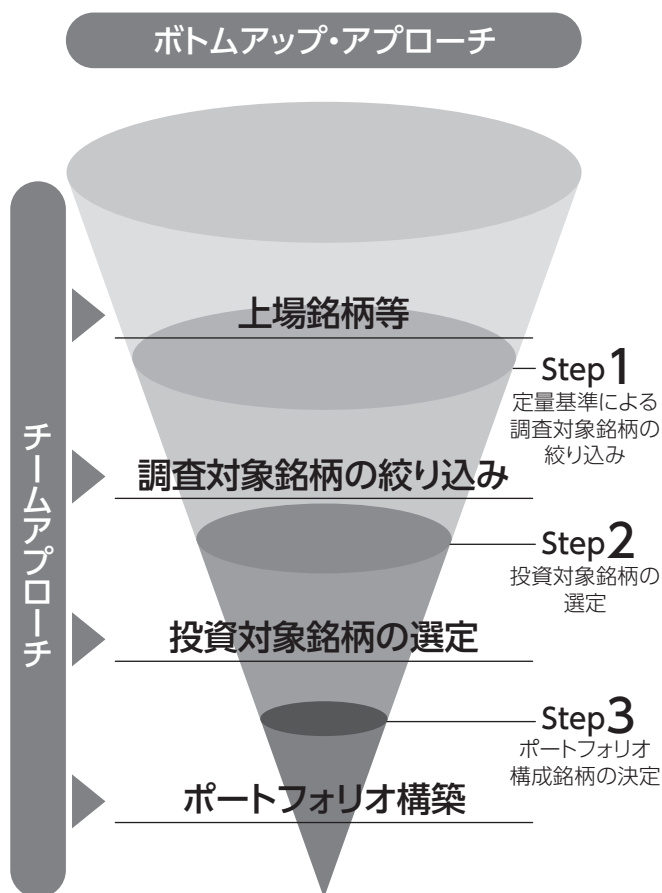 ボトムアップ・アプローチ
チームアプローチ
上場銘柄等
Step1
定量基準による
調査対象銘柄の
絞り込み
調査対象銘柄の絞り込み
Step2
投資対象銘柄の
選定
投資対象銘柄の選定
Step3
ポートフォリオ
構成銘柄の決定
ポートフォリオ構築